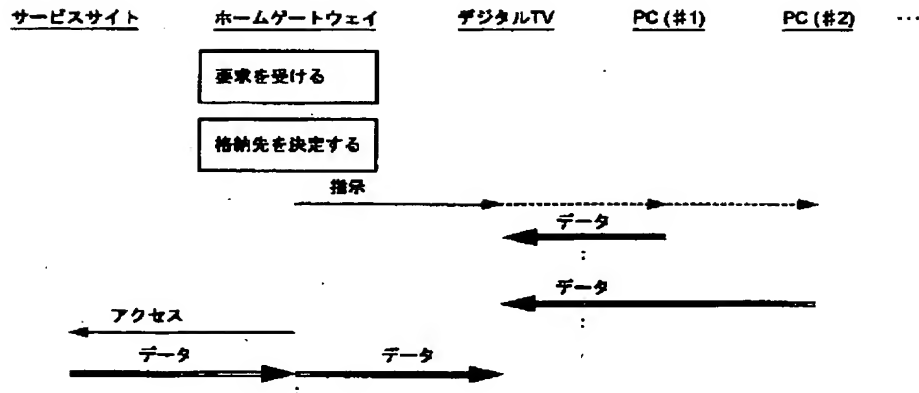 サービスサイト ホームゲートウェイ デジタルTV PC (#1) PC (#2) ···
要求を受ける
格納先を決定する
指示
データ
:
データ
:
アクセス
データ データ